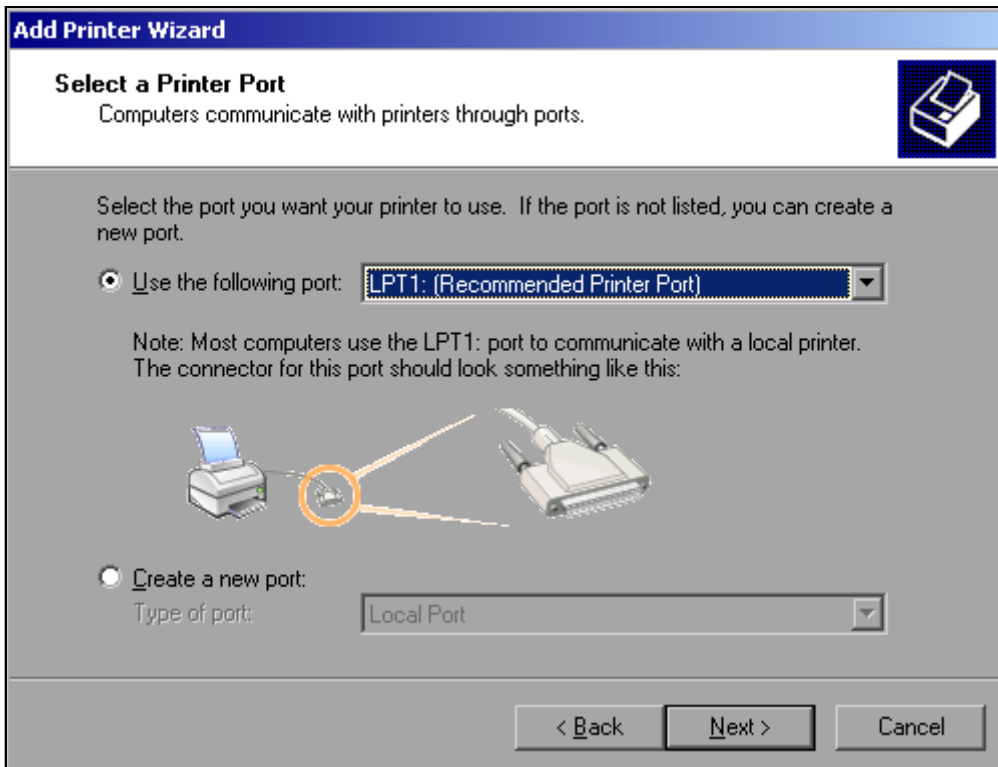 Add Printer Wizard
Select a Printer Port
Computers communicate with printers through ports.
Select the port you want your printer to use.  If the port is not listed, you can create a
new port.
Use the following port: LPT1: (Recommended Printer Port)
Note: Most computers use the LPT1: port to communicate with a local printer.
The connector for this port should look something like this:
Create a new port:
Type of port: Local Port
< Back Next > Cancel